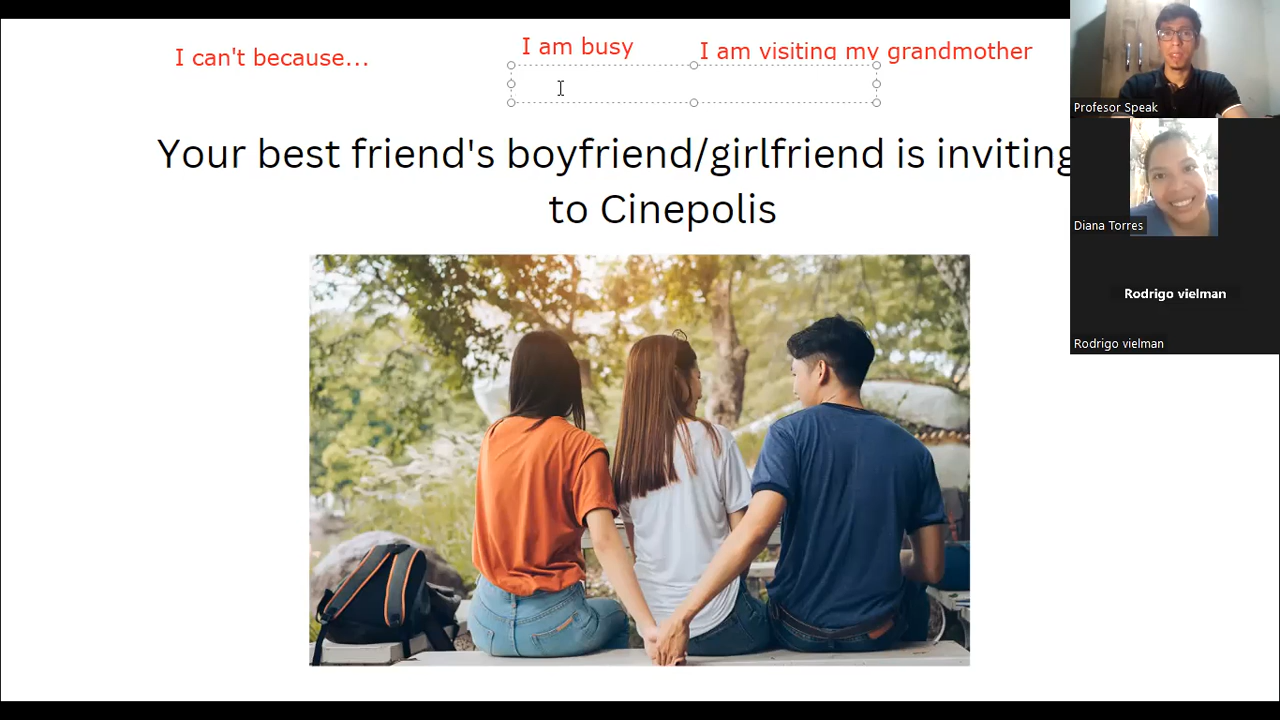 I can't because...
I am busy
I am visiting my grandmother
Your best friend's boyfriend/girlfriend is inviting
to Cinepolis
Profesor Speak
Diana Torres
Rodrigo vielman
Rodrigo vielman